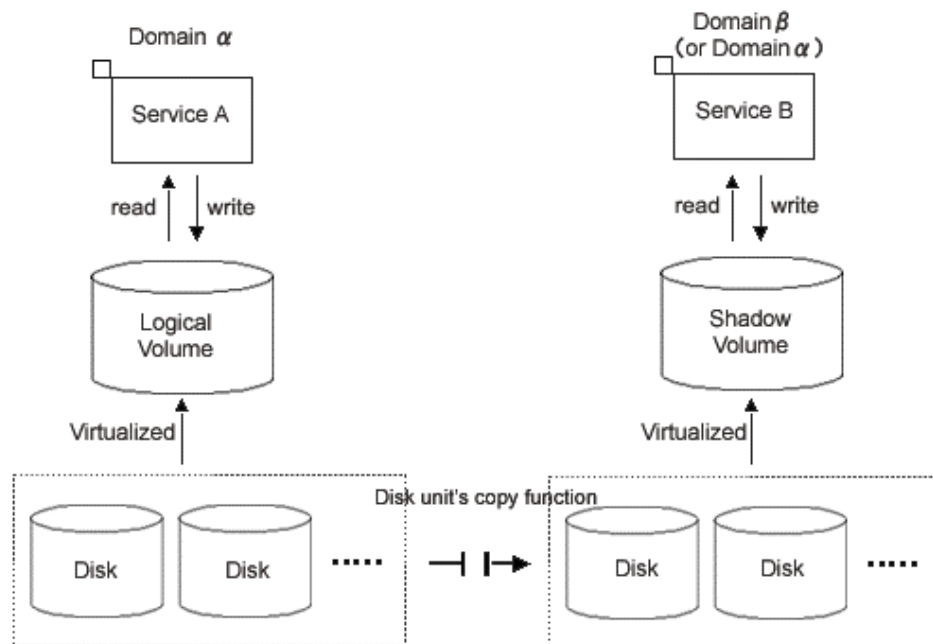 Domain α
Service A
read
write
Logical
Volume
Virtualized
Disk
Disk
.....
Disk unit's copy function
Domain β
(or Domain α)
Service B
read
write
Shadow
Volume
Virtualized
Disk
Disk
.....